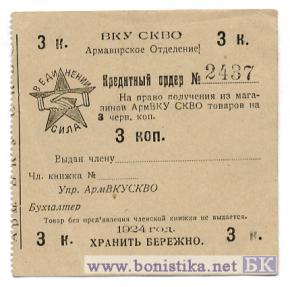 3 к. ВКУ СКВО 3 к.
Армавирское Отделение
В ЕДИНЕНИИ
СИЛА
Кредитный ордер № 2437
На право получения из мага-
зинов АрмВКУ СКВО товаров на
3 черв. коп.
3 коп.
Выдан члену
Чл. книжка №
Упр. АрмВКУСКВО
Бухгалтер
Товар без предъявления членской книжки не выдается.
3 к. 1924 год. 3 к.
ХРАНИТЬ БЕРЕЖНО.
www.bonistika.net БК